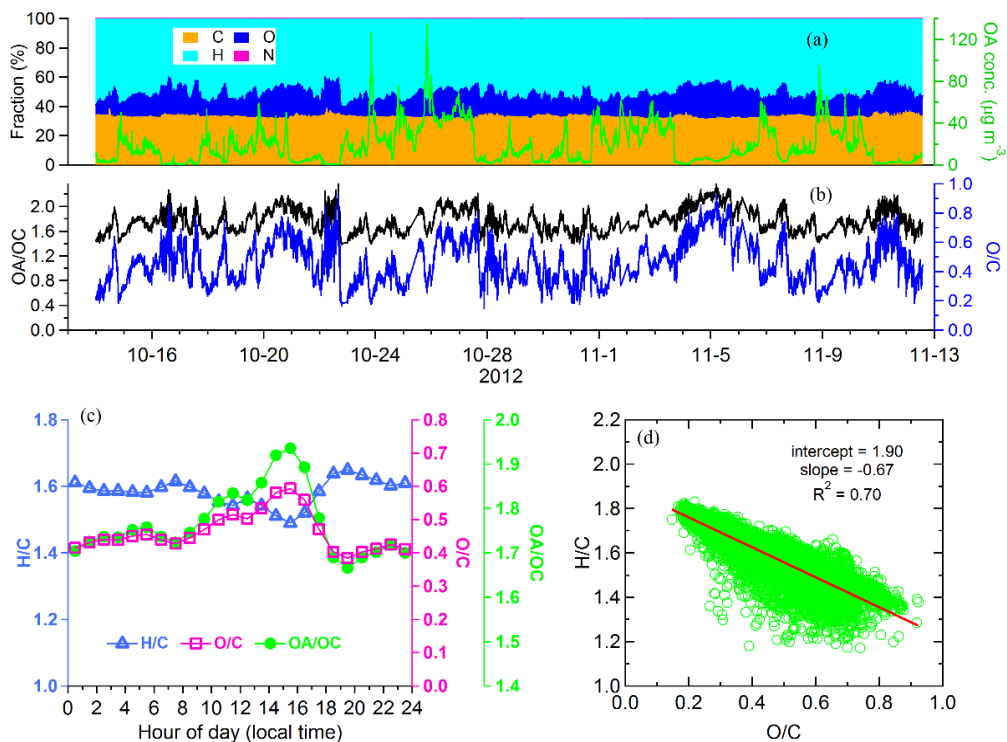 (a)
C O
H N
Fraction (%)
100
80
60
40
20
0
OA conc. (µg m⁻³)
120
80
40
0
(b)
OA/OC
2.0
1.6
1.2
0.8
0.4
0.0
O/C
1.0
0.8
0.6
0.4
0.2
0.0
10-16 10-20 10-24 10-28 11-1 11-5 11-9 11-13
2012
(c)
H/C
1.8
1.6
1.4
1.2
1.0
O/C
0.8
0.7
0.6
0.5
0.4
0.3
0.2
0.1
0.0
OA/OC
2.0
1.9
1.8
1.7
1.6
1.5
1.4
H/C O/C OA/OC
0 2 4 6 8 10 12 14 16 18 20 22 24
Hour of day (local time)
(d)
intercept = 1.90
slope = -0.67
R² = 0.70
H/C
2.2
2.0
1.8
1.6
1.4
1.2
1.0
0.0 0.2 0.4 0.6 0.8 1.0
O/C